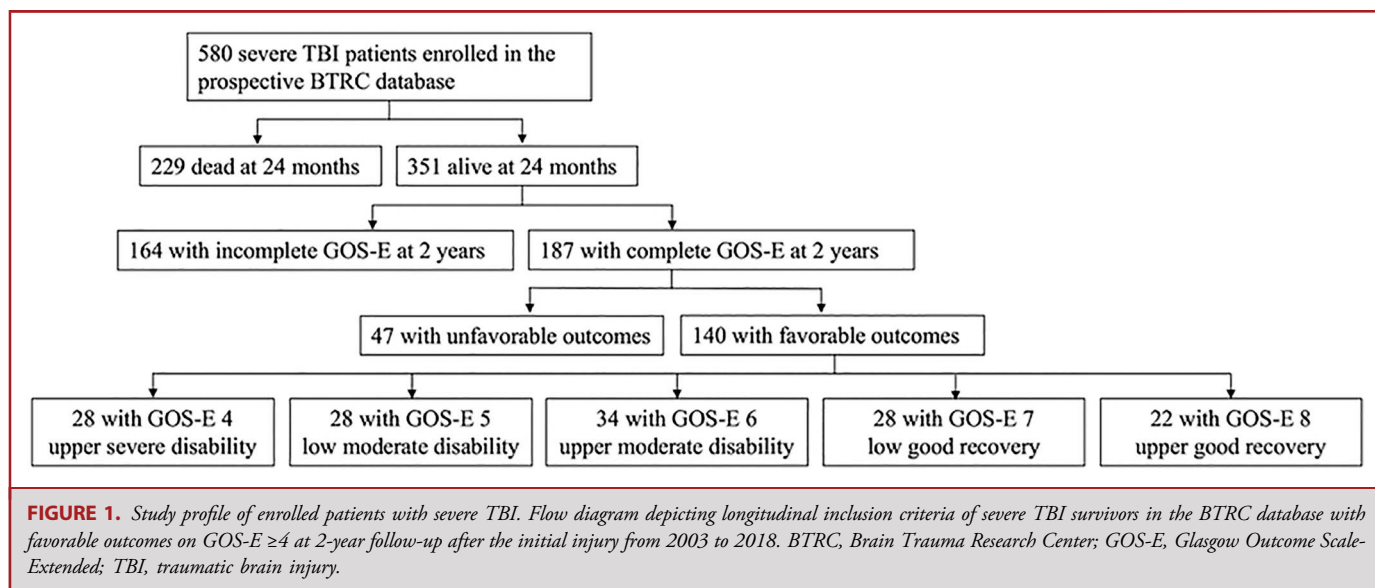 580 severe TBI patients enrolled in the
prospective BTRC database
229 dead at 24 months
351 alive at 24 months
164 with incomplete GOS-E at 2 years
187 with complete GOS-E at 2 years
47 with unfavorable outcomes
140 with favorable outcomes
28 with GOS-E 4
upper severe disability
28 with GOS-E 5
low moderate disability
34 with GOS-E 6
upper moderate disability
28 with GOS-E 7
low good recovery
22 with GOS-E 8
upper good recovery
FIGURE 1. Study profile of enrolled patients with severe TBI. Flow diagram depicting longitudinal inclusion criteria of severe TBI survivors in the BTRC database with
favorable outcomes on GOS-E ≥4 at 2-year follow-up after the initial injury from 2003 to 2018. BTRC, Brain Trauma Research Center; GOS-E, Glasgow Outcome Scale-
Extended; TBI, traumatic brain injury.